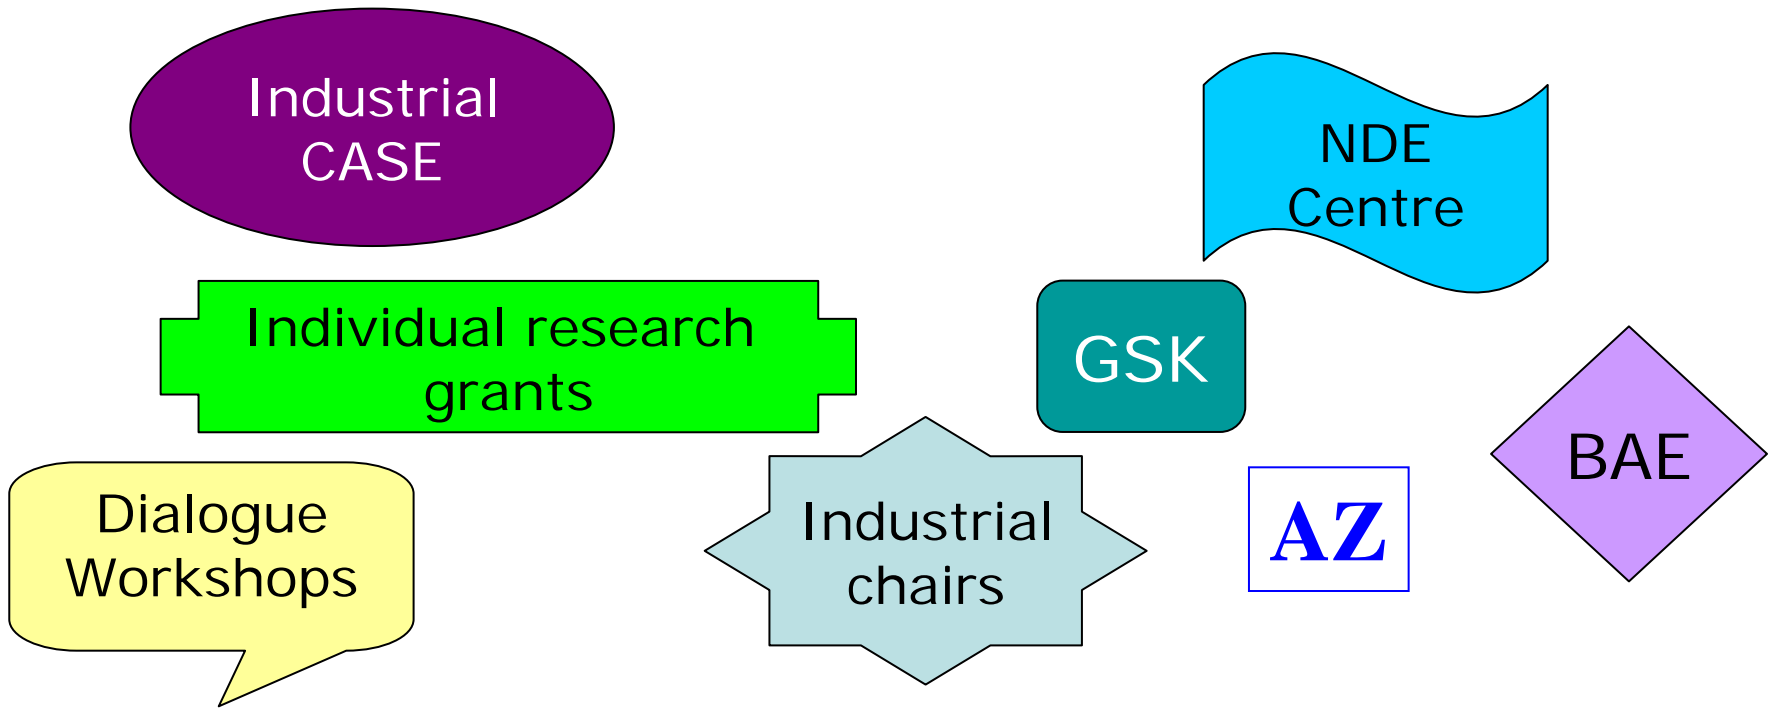 Industrial
CASE
NDE
Centre
Individual research
grants
GSK
BAE
Dialogue
Workshops
Industrial
chairs
AZ